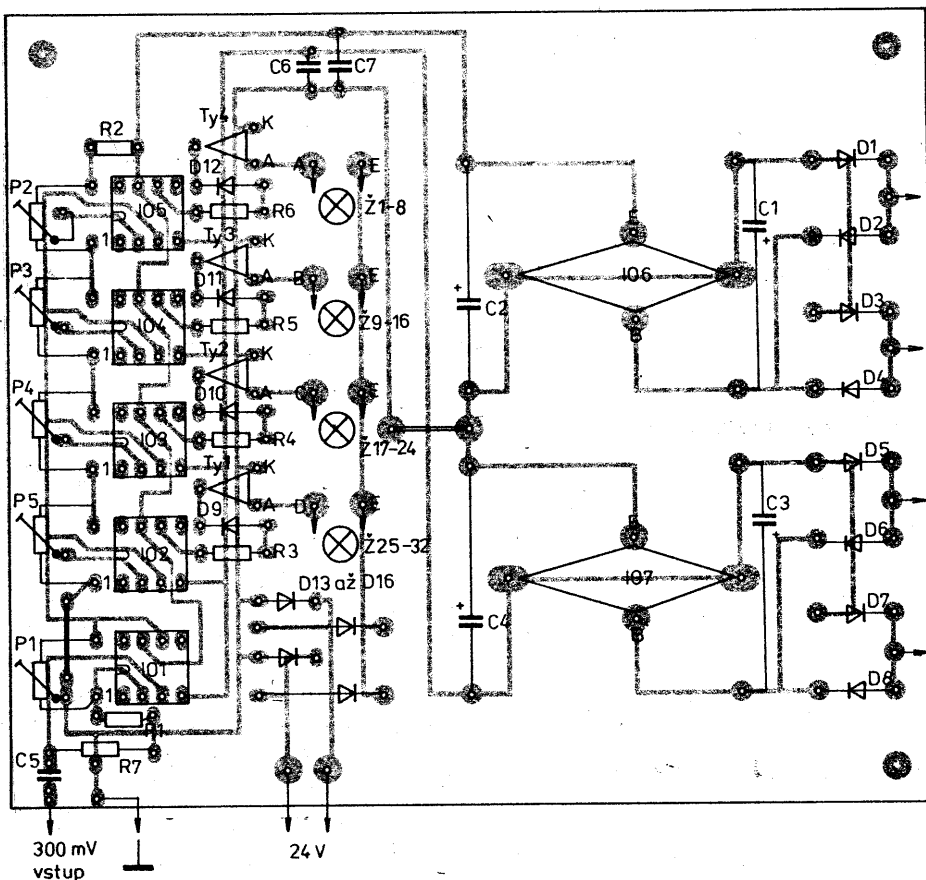 C6 C7
Ty4 K
R2
A A E
D12 D1
P2
IO5
R6 Ž1-8
C1
1
Ty3 K
D2
+
P3
A B E
D11
IO6
IO4
+
C2
D3
R5 Ž9-16
1
Ty2 K
P4
A E
D10
D4
IO3
R4 Ž17-24
1
Ty1 K
D5
P5
A D E
D9
C3
IO2
R3 Ž25-32
D6
+
1
D13 až D16
IO7
+
C4
D7
P1
IO1
D8
1
C5
R7
300 mV
vstup
24 V